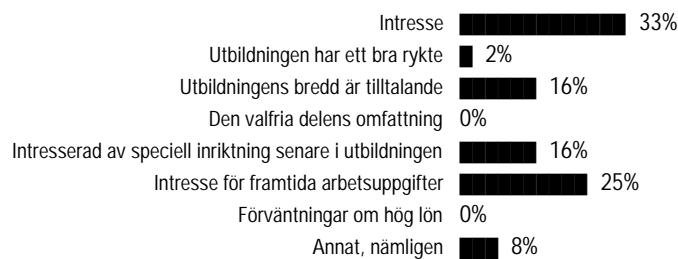 Intresse 33%
Utbildningen har ett bra rykte 2%
Utbildningens bredd är tilltalande 16%
Den valfria delens omfattning 0%
Intresserad av speciell inriktning senare i utbildningen 16%
Intresse för framtida arbetsuppgifter 25%
Förväntningar om hög lön 0%
Annat, nämligen 8%